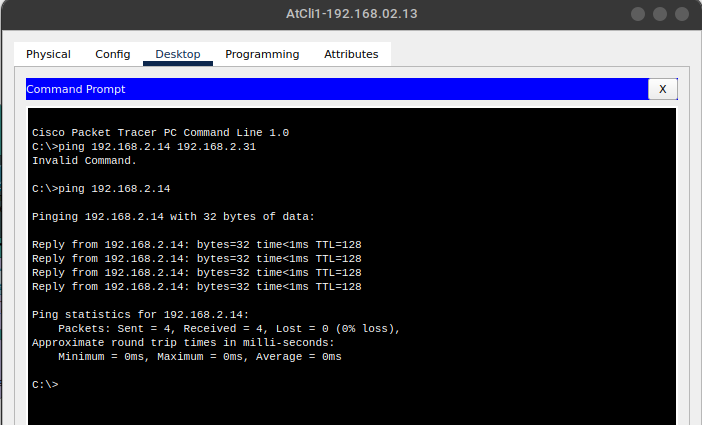 AtCli1-192.168.02.13
Physical Config Desktop Programming Attributes
Command Prompt X
Cisco Packet Tracer PC Command Line 1.0
C:\>ping 192.168.2.14 192.168.2.31
Invalid Command.
C:\>ping 192.168.2.14
Pinging 192.168.2.14 with 32 bytes of data:
Reply from 192.168.2.14: bytes=32 time<1ms TTL=128
Reply from 192.168.2.14: bytes=32 time<1ms TTL=128
Reply from 192.168.2.14: bytes=32 time<1ms TTL=128
Reply from 192.168.2.14: bytes=32 time<1ms TTL=128
Ping statistics for 192.168.2.14:
Packets: Sent = 4, Received = 4, Lost = 0 (0% loss),
Approximate round trip times in milli-seconds:
Minimum = 0ms, Maximum = 0ms, Average = 0ms
C:\>